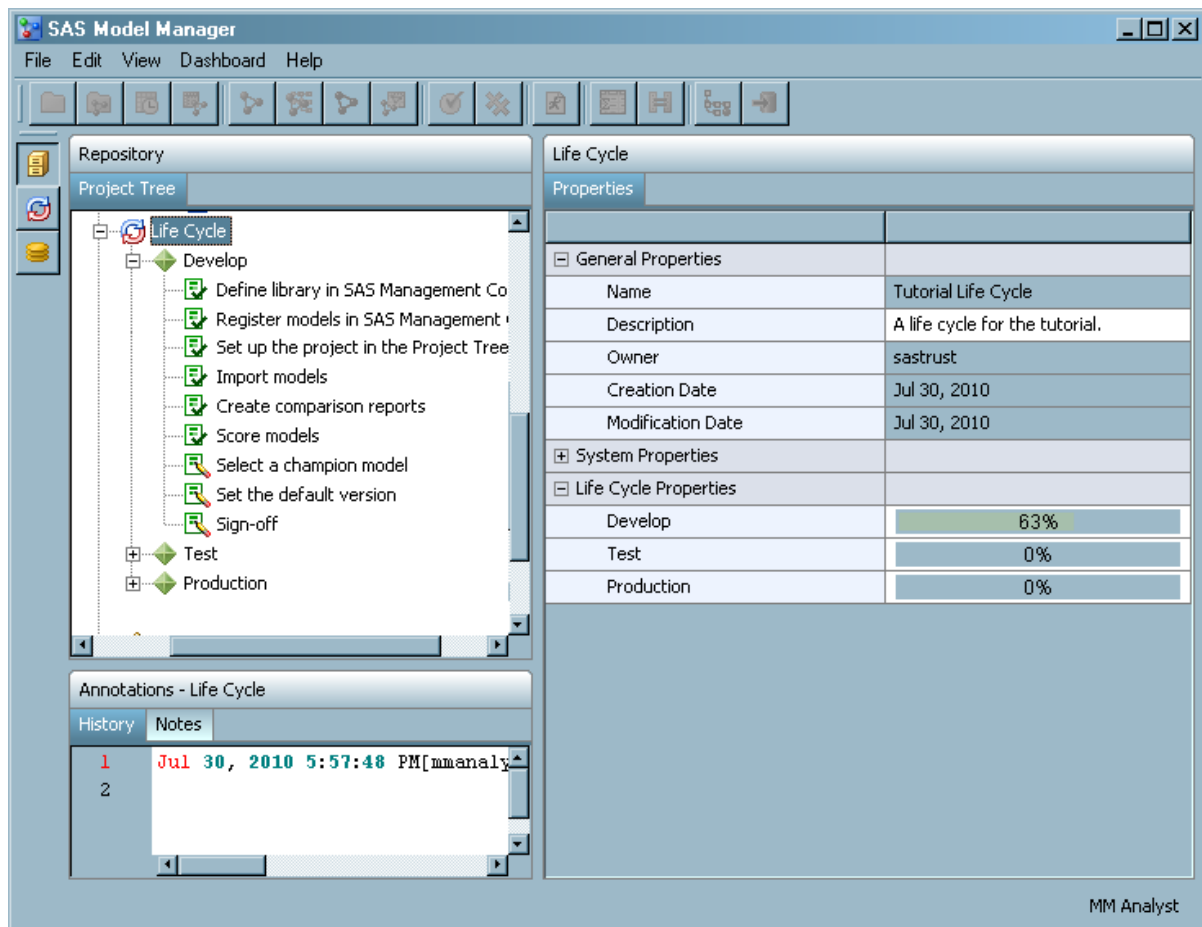 SAS Model Manager
File Edit View Dashboard Help
Repository
Project Tree
Life Cycle
Develop
Define library in SAS Management Co
Register models in SAS Management
Set up the project in the Project Tree
Import models
Create comparison reports
Score models
Select a champion model
Set the default version
Sign-off
Test
Production
Annotations - Life Cycle
History Notes
1 Jul 30, 2010 5:57:48 PM[mmanaly
2
Life Cycle
Properties
General Properties
Name Tutorial Life Cycle
Description A life cycle for the tutorial.
Owner sastrust
Creation Date Jul 30, 2010
Modification Date Jul 30, 2010
System Properties
Life Cycle Properties
Develop 63%
Test 0%
Production 0%
MM Analyst